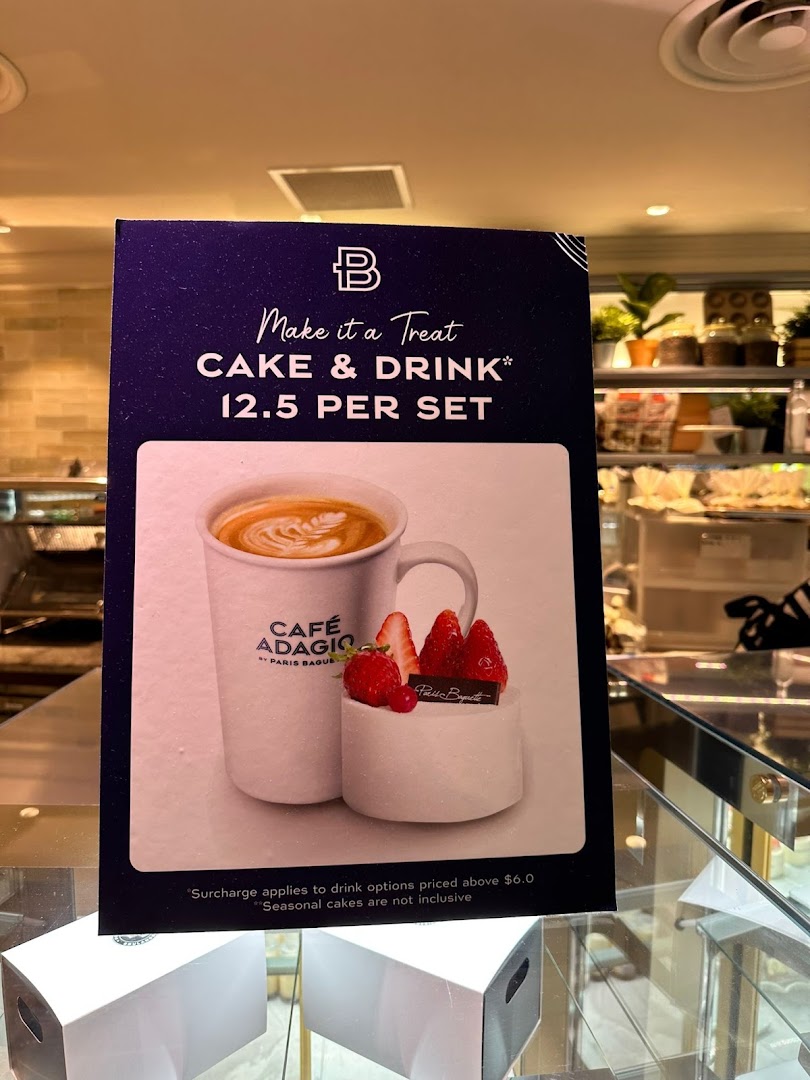 B
Make it a Treat
CAKE & DRINK*
12.5 PER SET
CAFÉ
ADAGIO
BY PARIS BAGUE
Paris Baguette
*Surcharge applies to drink options priced above $6.0
**Seasonal cakes are not inclusive